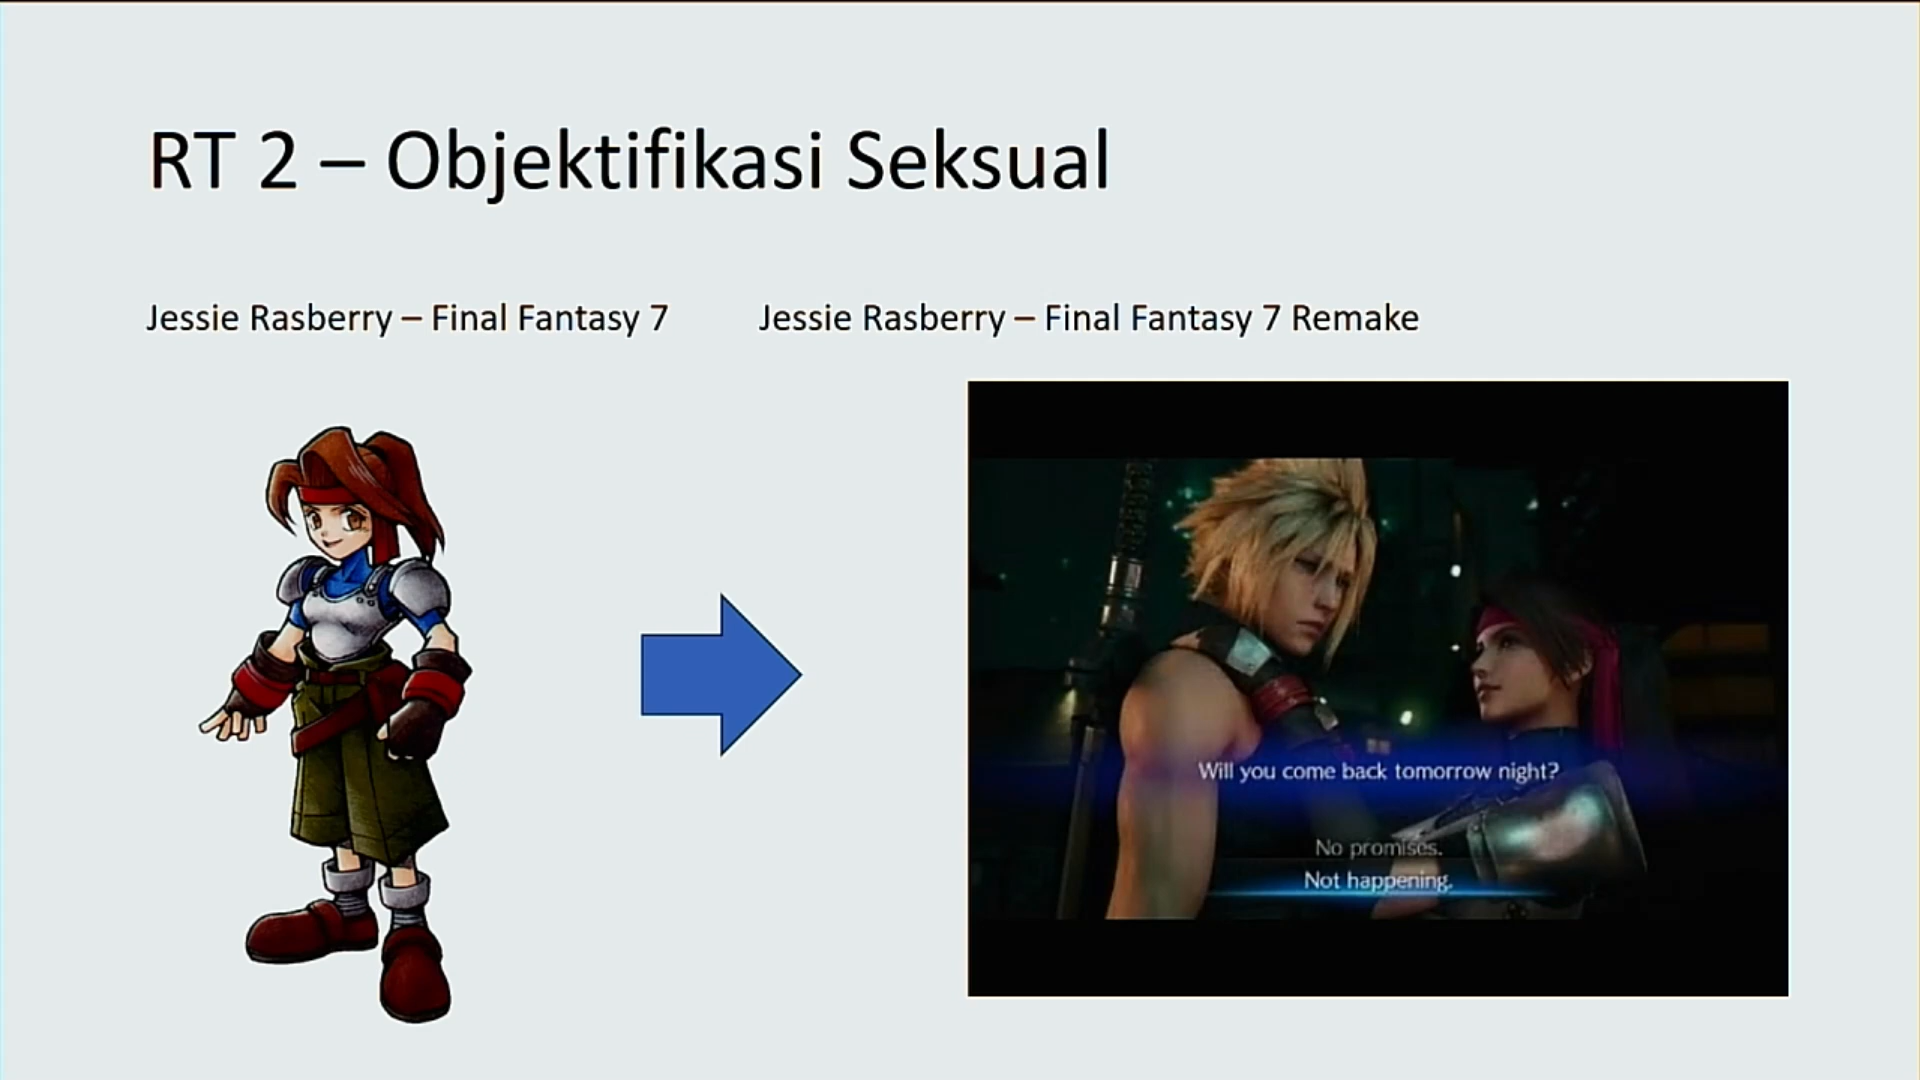 RT 2 – Objektifikasi Seksual
Jessie Rasberry – Final Fantasy 7
Jessie Rasberry – Final Fantasy 7 Remake
Will you come back tomorrow night?
No promises.
Not happening.